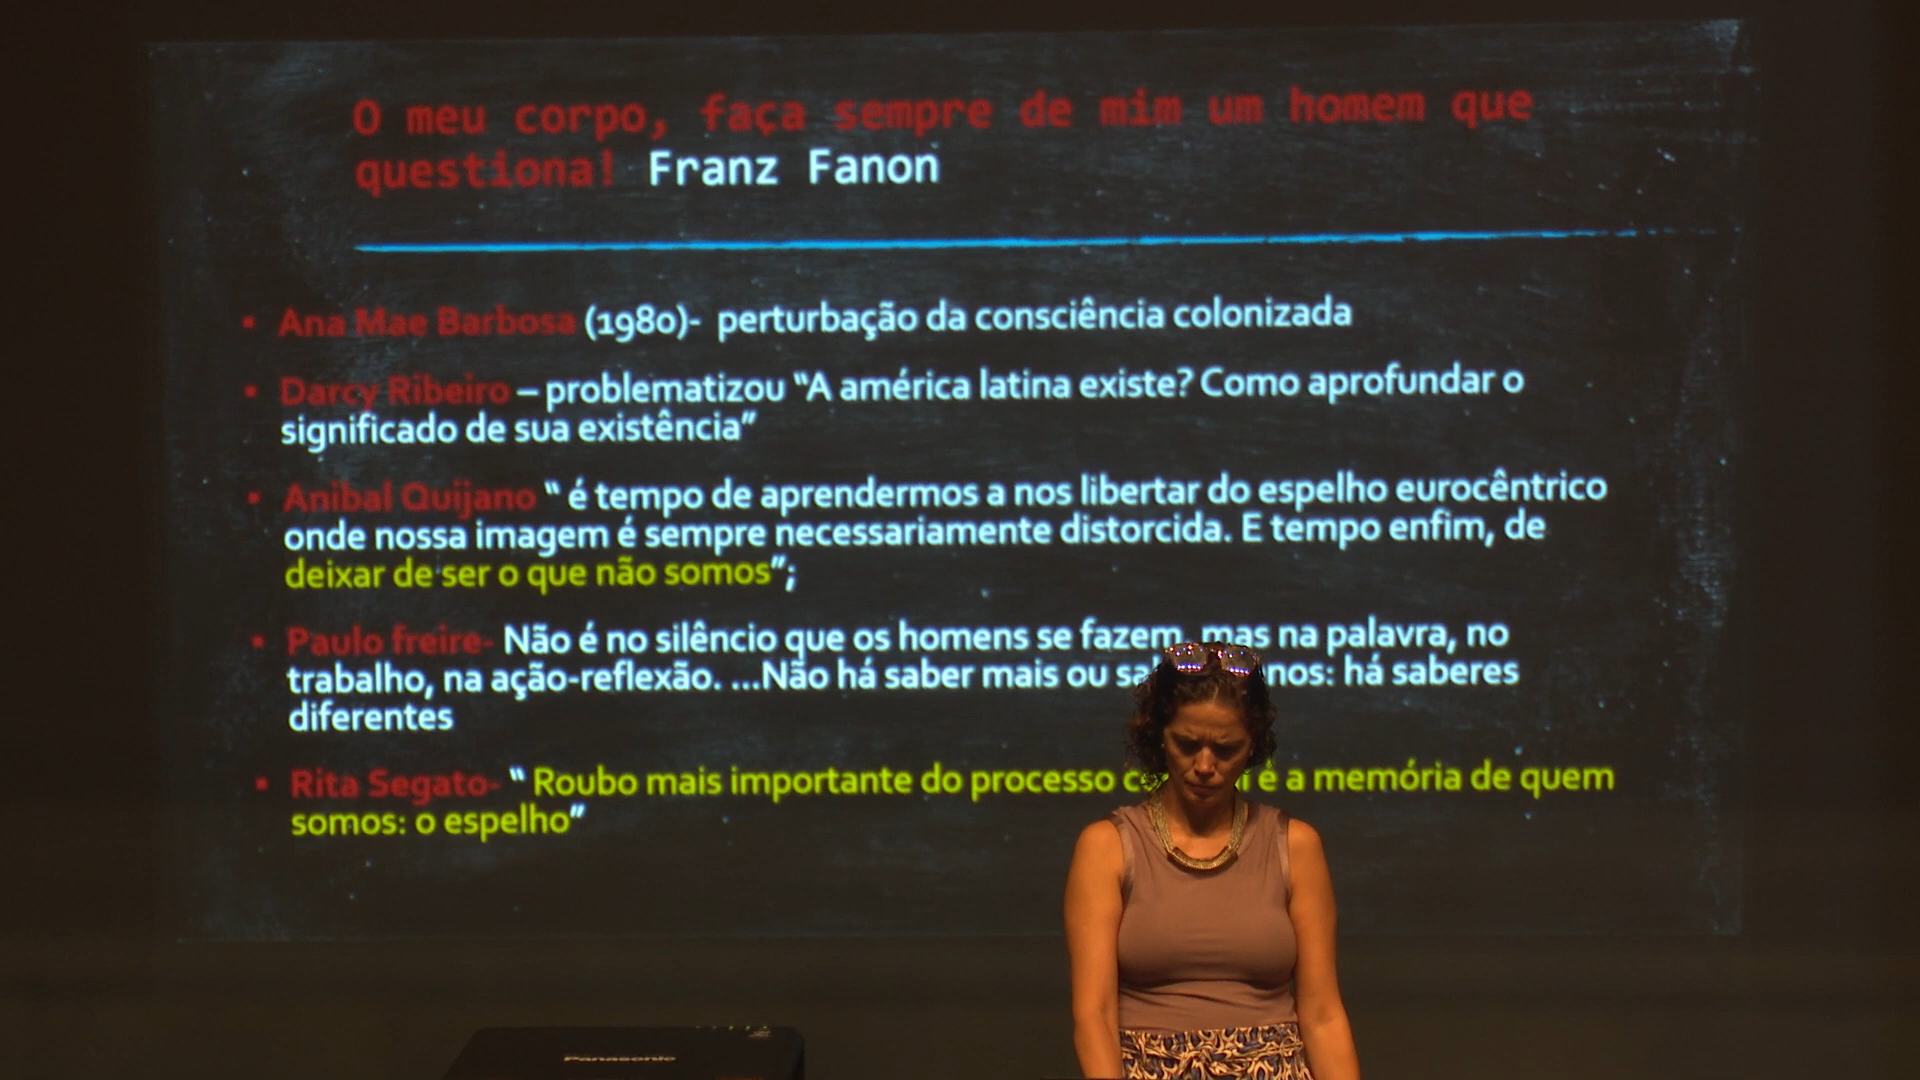 O meu corpo, faça sempre de mim um homem que
questiona! Franz Fanon
• Ana Mae Barbosa (1980)- perturbação da consciência colonizada
• Darcy Ribeiro – problematizou “A américa latina existe? Como aprofundar o
significado de sua existência”
• Anibal Quijano “ é tempo de aprendermos a nos libertar do espelho eurocêntrico
onde nossa imagem é sempre necessariamente distorcida. E tempo enfim, de
deixar de ser o que não somos”;
• Paulo freire- Não é no silêncio que os homens se fazem, mas na palavra, no
trabalho, na ação-reflexão. ...Não há saber mais ou há saberes
diferentes
• Rita Segato- “ Roubo mais importante do processo é a memória de quem
somos: o espelho”
Panasonic